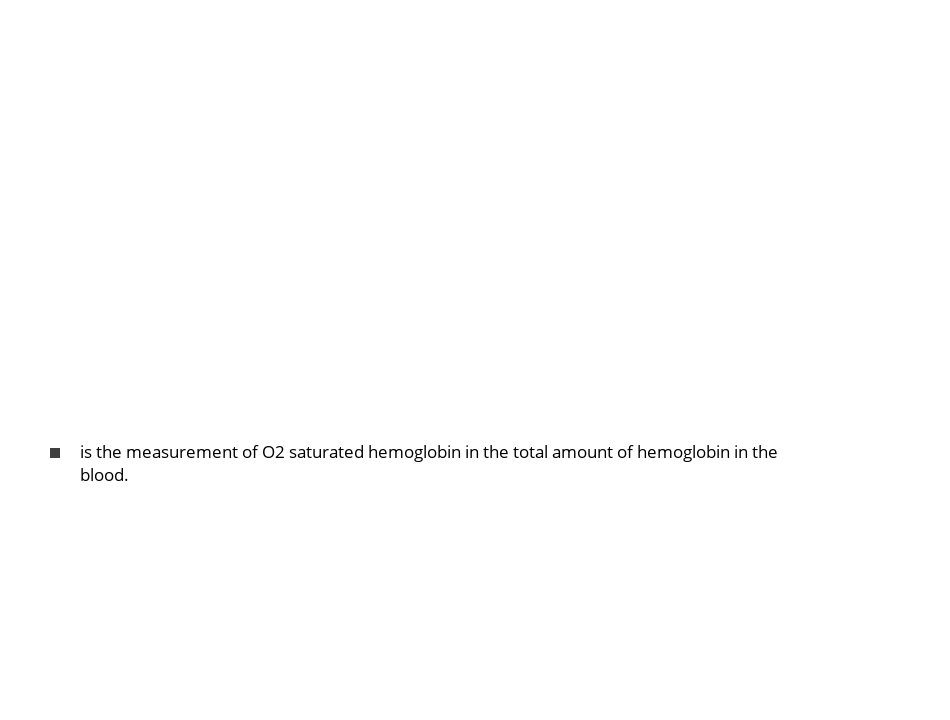 is the measurement of O2 saturated hemoglobin in the total amount of hemoglobin in the
blood.